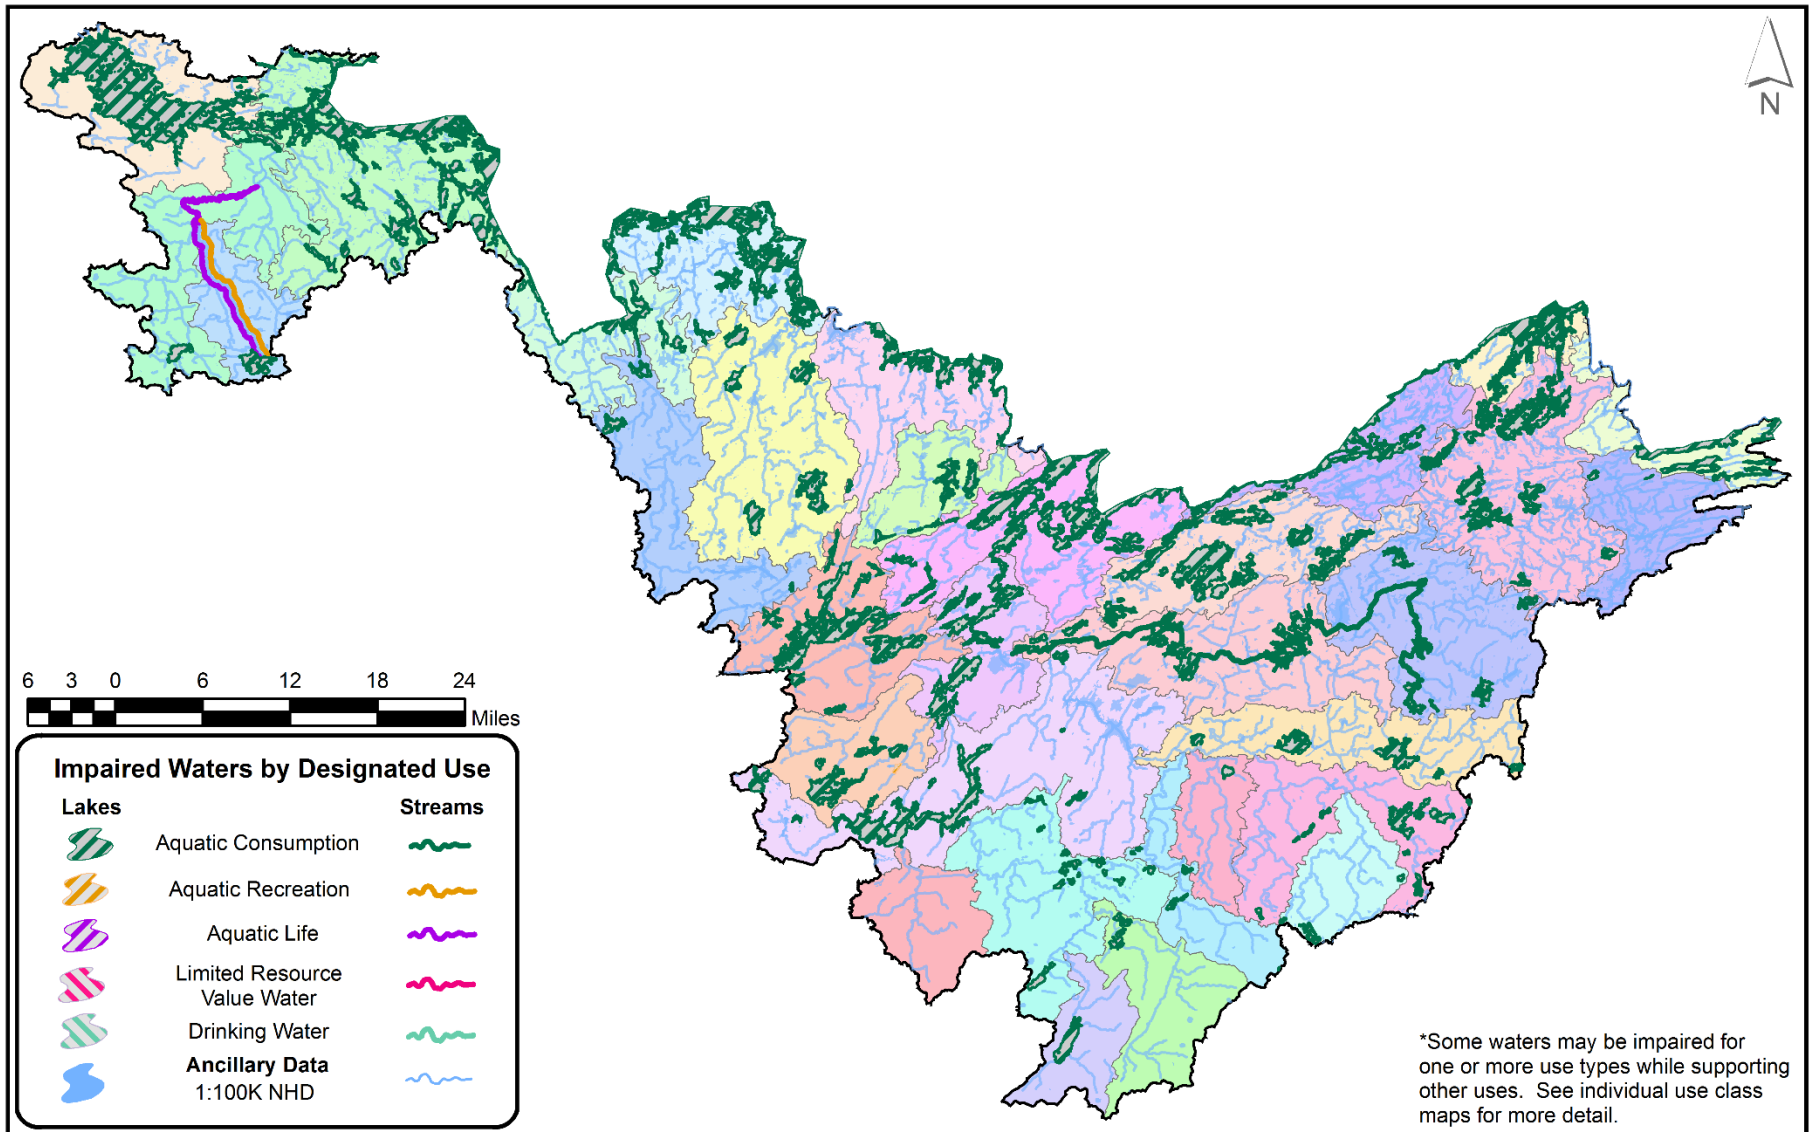 N
6 3 0 6 12 18 24
Miles
Impaired Waters by Designated Use
Lakes Streams
Aquatic Consumption
Aquatic Recreation
Aquatic Life
Limited Resource
Value Water
Drinking Water
Ancillary Data
1:100K NHD
*Some waters may be impaired for
one or more use types while supporting
other uses. See individual use class
maps for more detail.